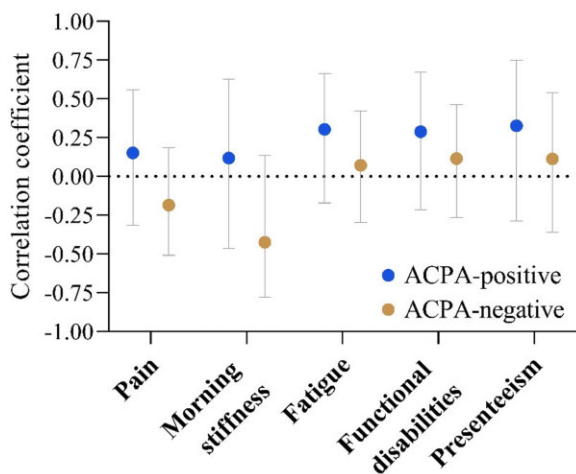 1.00
0.75
0.50
0.25
0.00
-0.25
-0.50
-0.75
-1.00
Correlation coefficient
ACPA-positive
ACPA-negative
Pain
Morning
stiffness
Fatigue
Functional
disabilities
Presenteeism